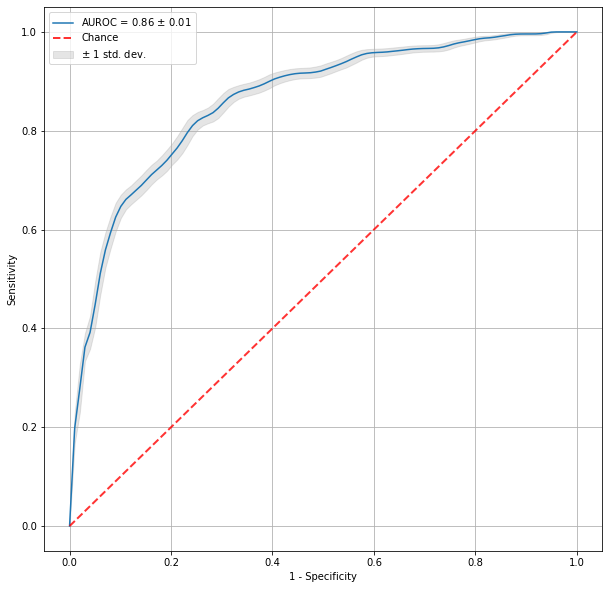 AUROC = 0.86 ± 0.01
Chance
± 1 std. dev.
1.0
0.8
0.6
0.4
0.2
0.0
Sensitivity
0.0 0.2 0.4 0.6 0.8 1.0
1 - Specificity